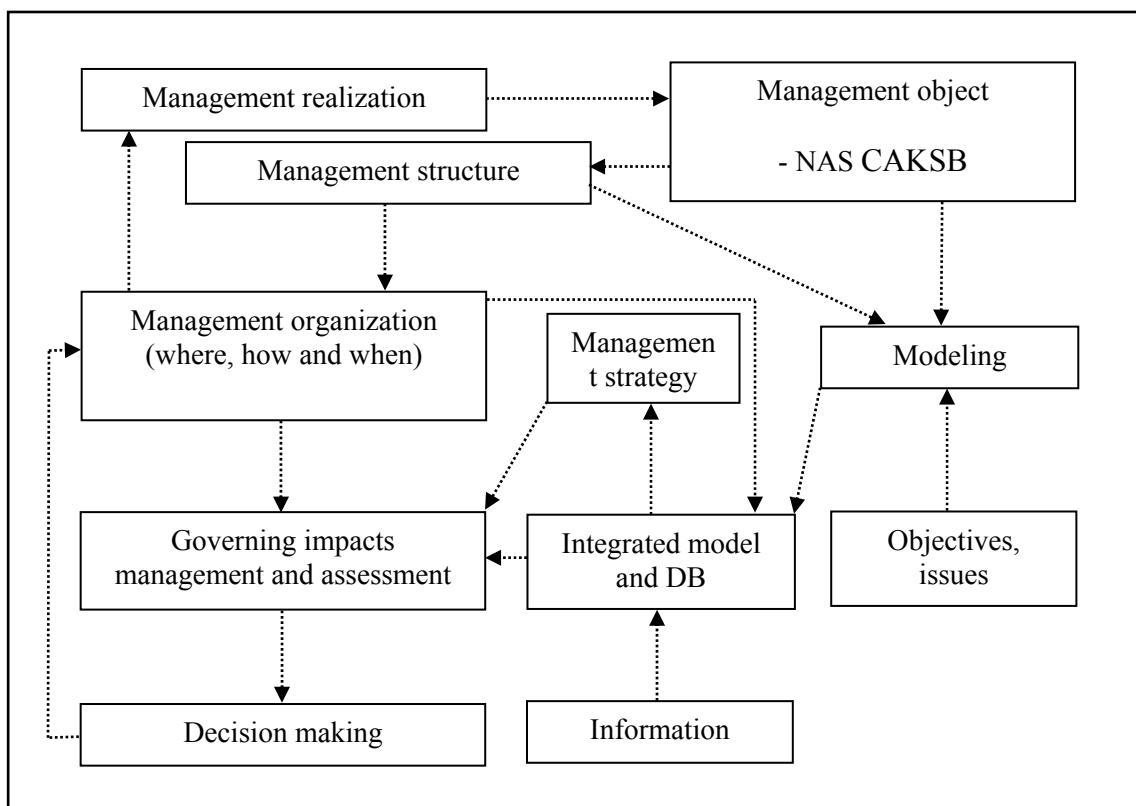 Management realization
Management object
- NAS CAKSB
Management structure
Management organization
(where, how and when)
Managemen
t strategy
Modeling
Governing impacts
management and assessment
Integrated model
and DB
Objectives,
issues
Decision making
Information